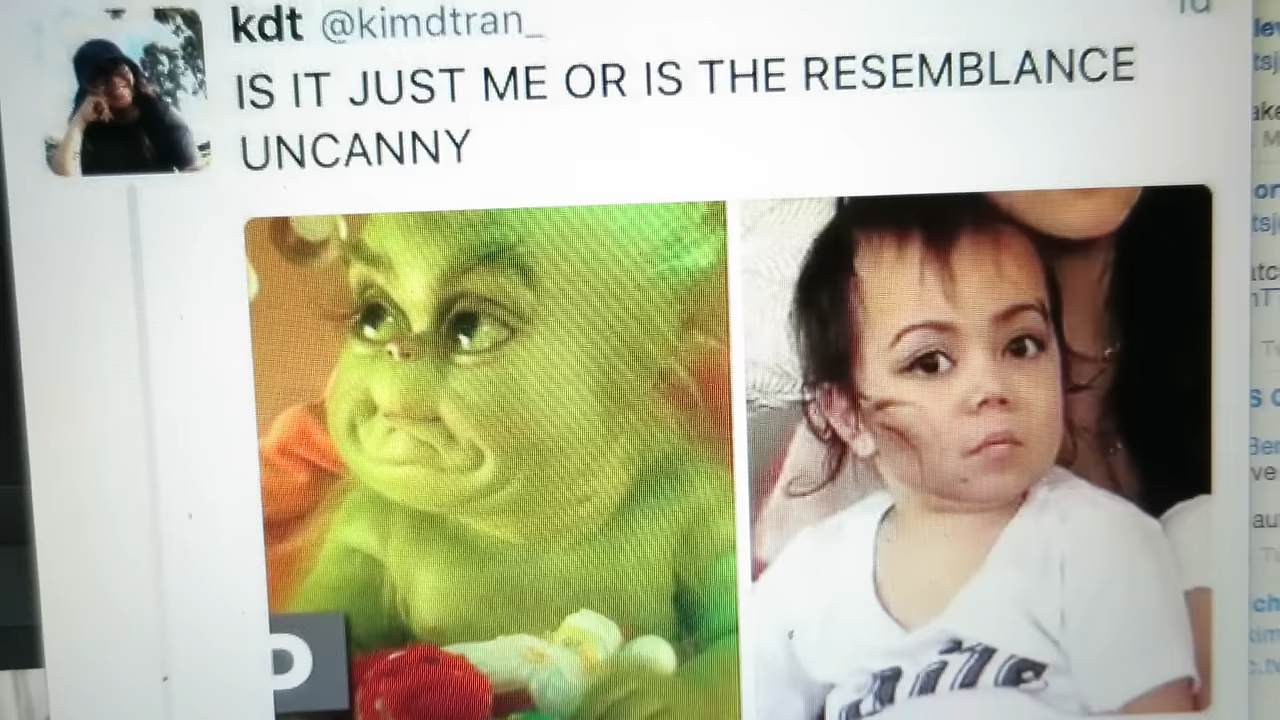 kdt @kimdtran_
IS IT JUST ME OR IS THE RESEMBLANCE
UNCANNY